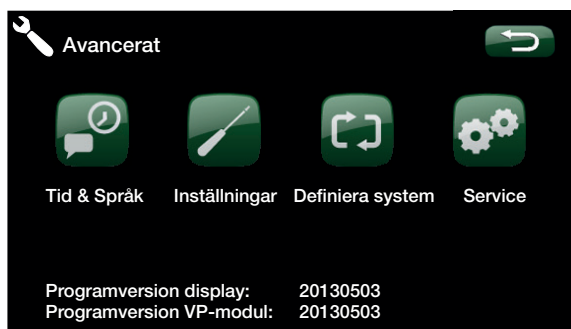 Avancerat
Tid & Språk Inställningar Definiera system Service
Programversion display: 20130503
Programversion VP-modul: 20130503